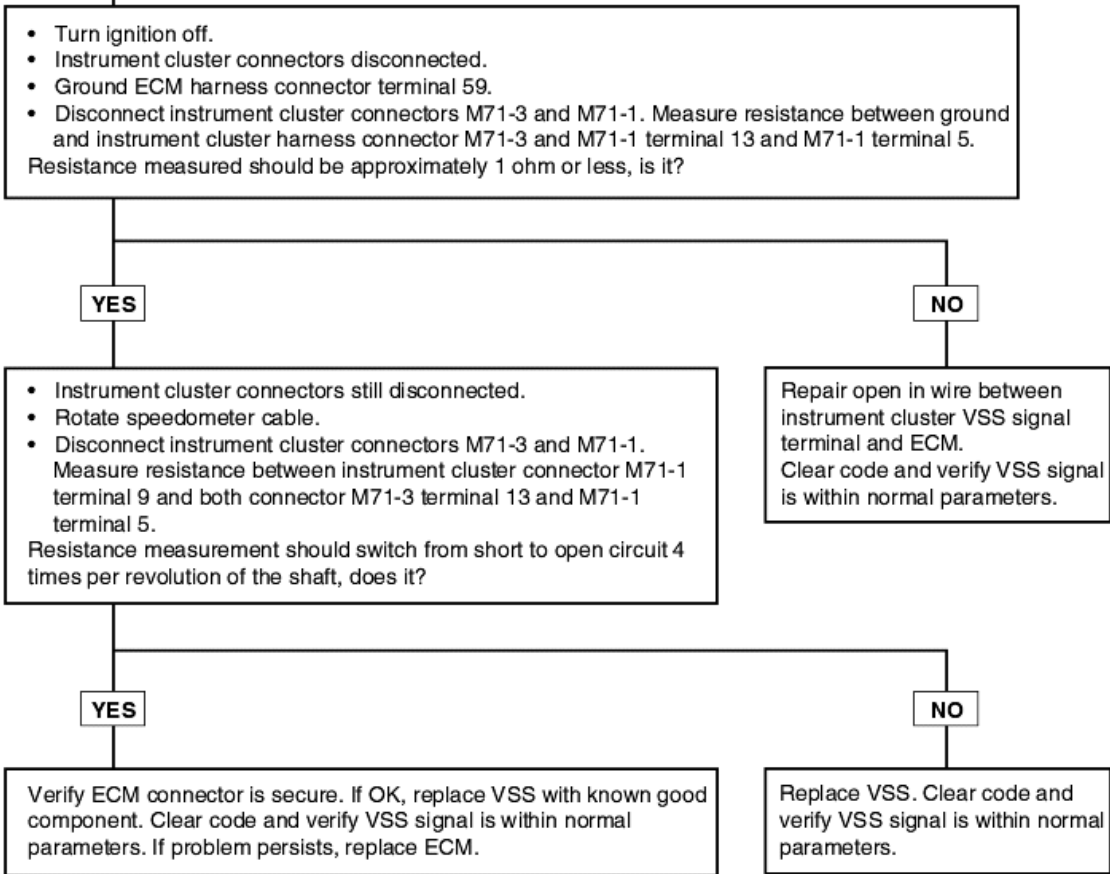 • Turn ignition off.
• Instrument cluster connectors disconnected.
• Ground ECM harness connector terminal 59.
• Disconnect instrument cluster connectors M71-3 and M71-1. Measure resistance between ground
and instrument cluster harness connector M71-3 and M71-1 terminal 13 and M71-1 terminal 5.
Resistance measured should be approximately 1 ohm or less, is it?
YES
NO
• Instrument cluster connectors still disconnected.
• Rotate speedometer cable.
• Disconnect instrument cluster connectors M71-3 and M71-1.
Measure resistance between instrument cluster connector M71-1
terminal 9 and both connector M71-3 terminal 13 and M71-1
terminal 5.
Resistance measurement should switch from short to open circuit 4
times per revolution of the shaft, does it?
Repair open in wire between
instrument cluster VSS signal
terminal and ECM.
Clear code and verify VSS signal
is within normal parameters.
YES
NO
Verify ECM connector is secure. If OK, replace VSS with known good
component. Clear code and verify VSS signal is within normal
parameters. If problem persists, replace ECM.
Replace VSS. Clear code and
verify VSS signal is within normal
parameters.